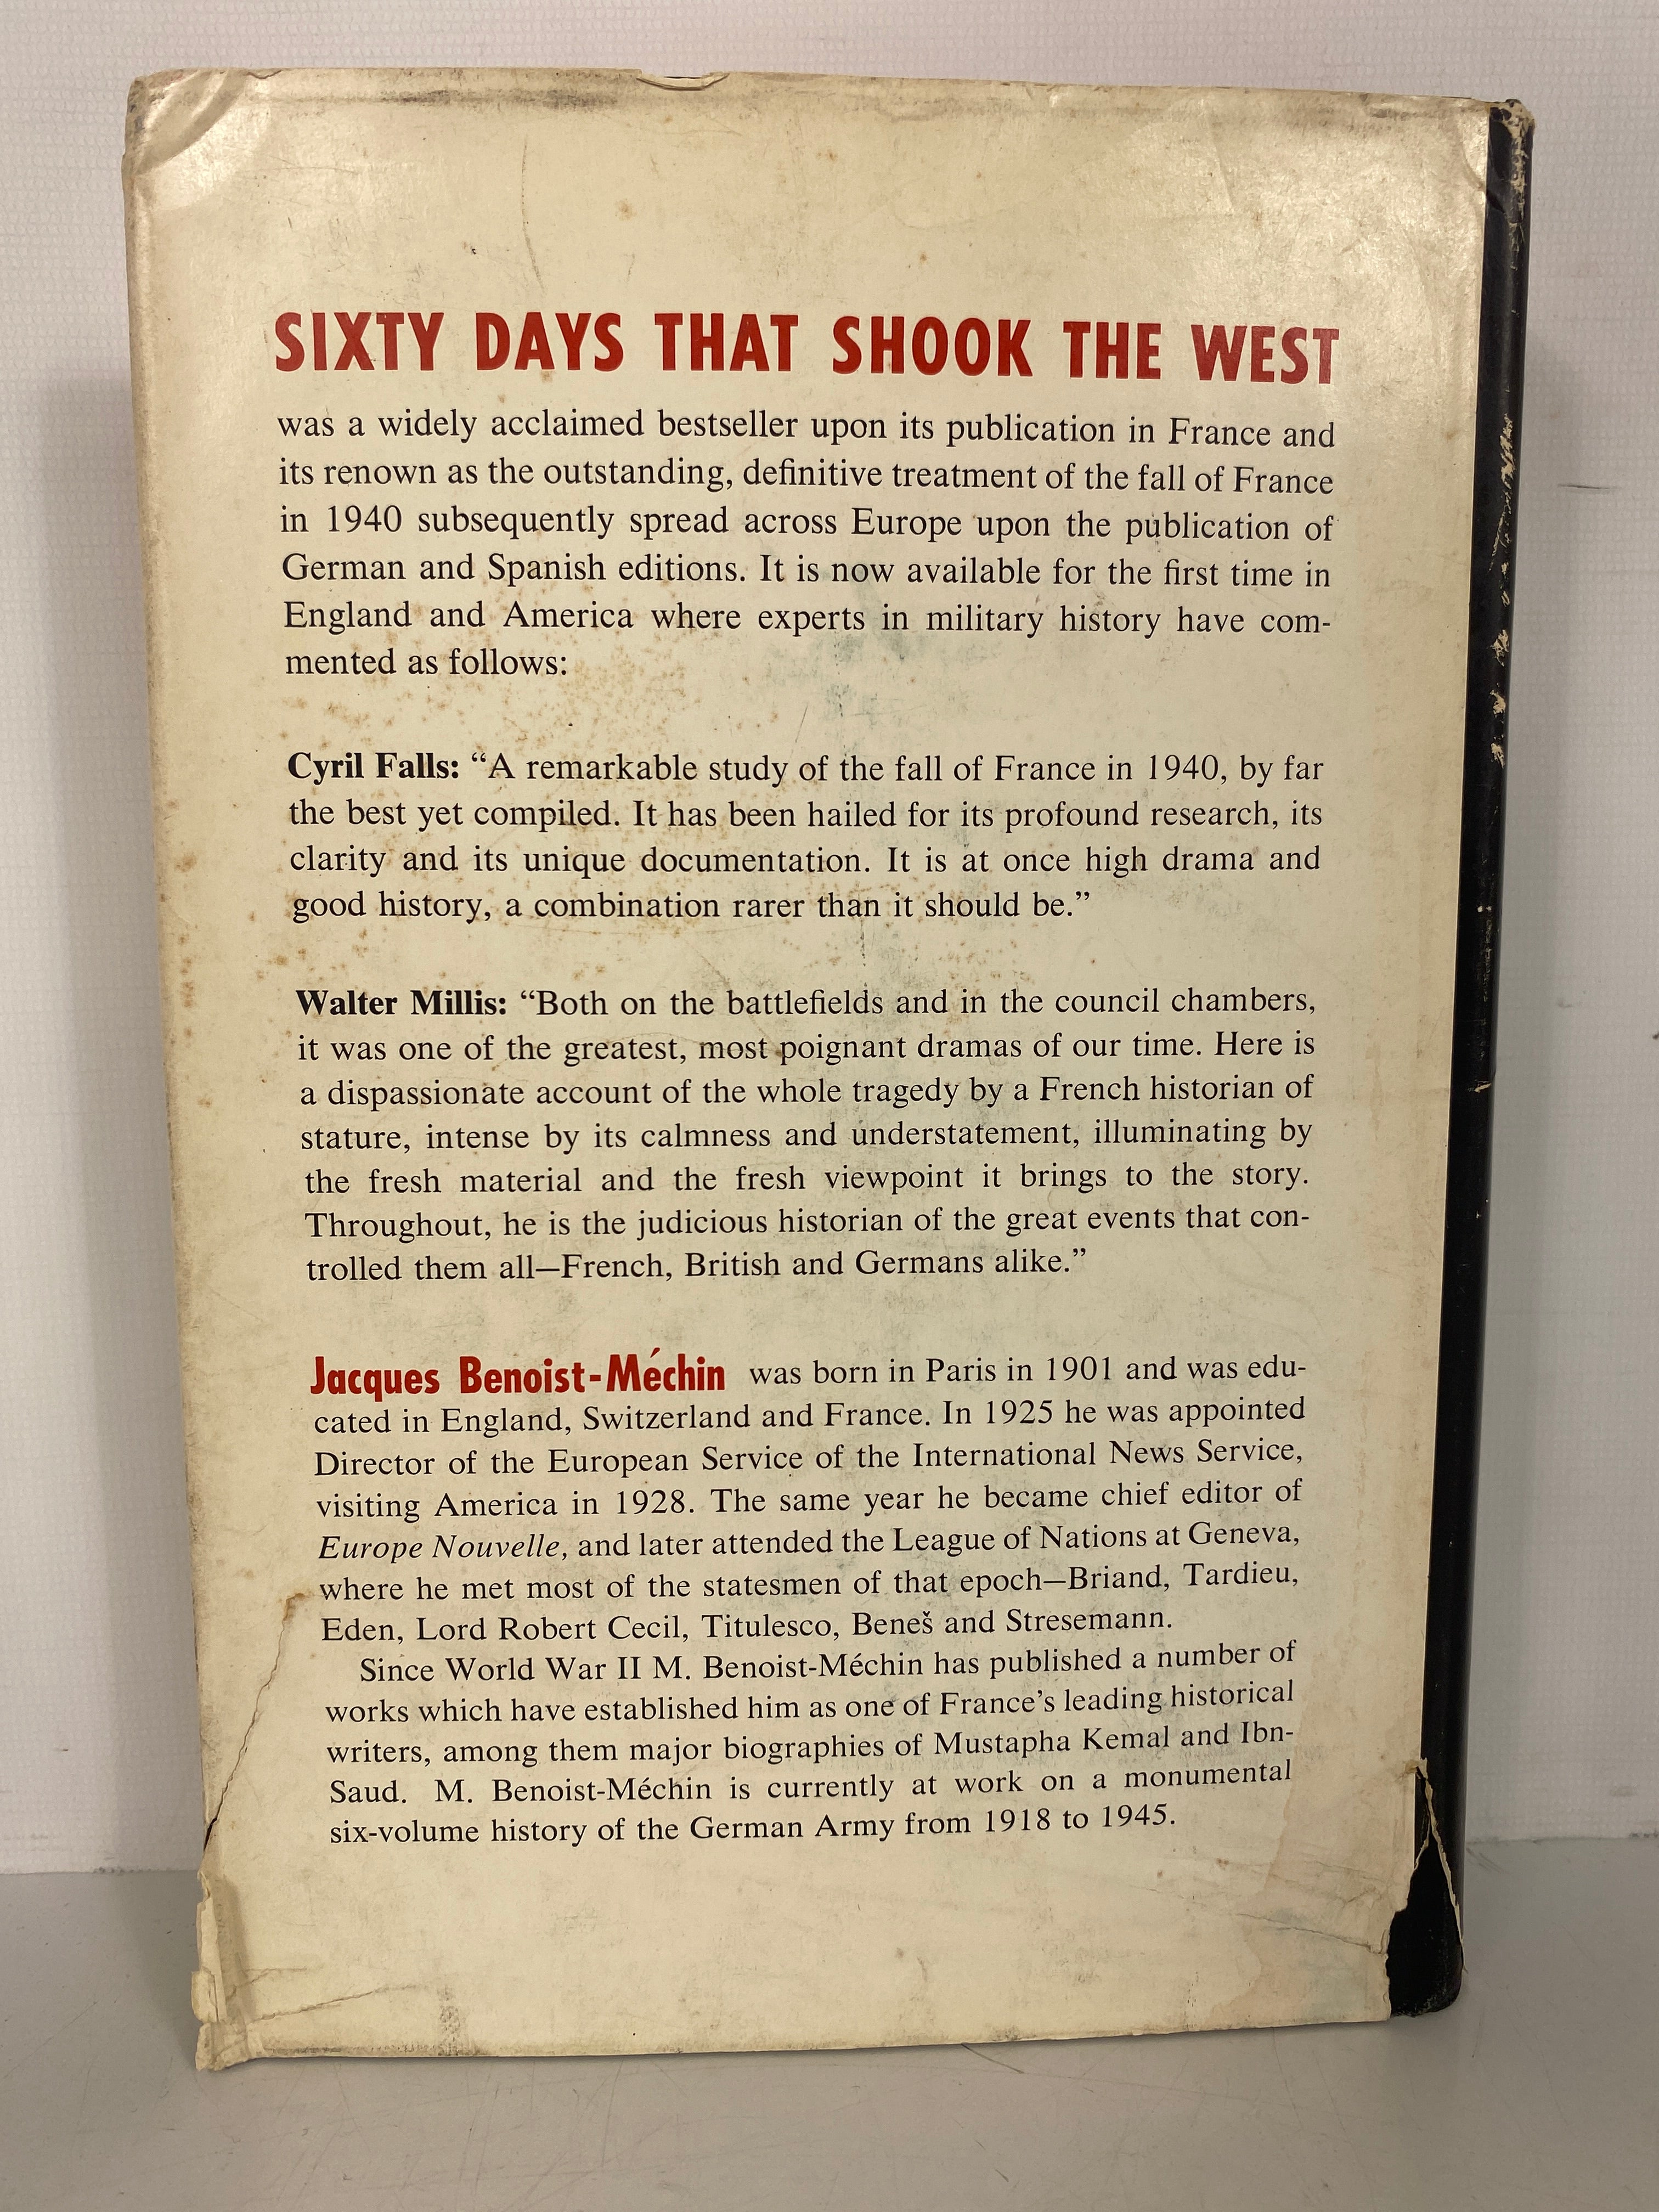 SIXTY DAYS THAT SHOOK THE WEST
was a widely acclaimed bestseller upon its publication in France and
its renown as the outstanding, definitive treatment of the fall of France
in 1940 subsequently spread across Europe upon the publication of
German and Spanish editions. It is now available for the first time in
England and America where experts in military history have com-
mented as follows:
Cyril Falls: “A remarkable study of the fall of France in 1940, by far
the best yet compiled. It has been hailed for its profound research, its
clarity and its unique documentation. It is at once high drama and
good history, a combination rarer than it should be.”
Walter Millis: “Both on the battlefields and in the council chambers,
it was one of the greatest, most poignant dramas of our time. Here is
a dispassionate account of the whole tragedy by a French historian of
stature, intense by its calmness and understatement, illuminating by
the fresh material and the fresh viewpoint it brings to the story.
Throughout, he is the judicious historian of the great events that con-
trolled them all—French, British and Germans alike.”
Jacques Benoist-Méchin was born in Paris in 1901 and was edu-
cated in England, Switzerland and France. In 1925 he was appointed
Director of the European Service of the International News Service,
visiting America in 1928. The same year he became chief editor of
Europe Nouvelle, and later attended the League of Nations at Geneva,
where he met most of the statesmen of that epoch—Briand, Tardieu,
Eden, Lord Robert Cecil, Titulesco, Beneš and Stresemann.
Since World War II M. Benoist-Méchin has published a number of
works which have established him as one of France’s leading historical
writers, among them major biographies of Mustapha Kemal and Ibn-
Saud. M. Benoist-Méchin is currently at work on a monumental
six-volume history of the German Army from 1918 to 1945.